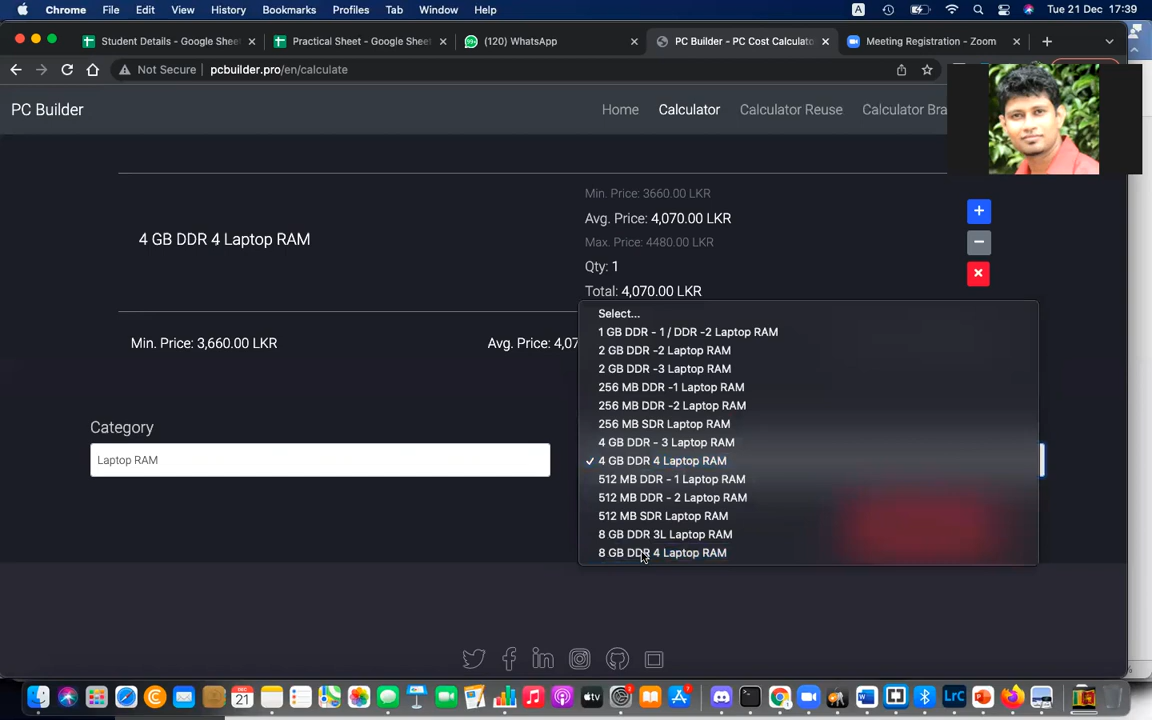 Chrome File Edit View History Bookmarks Profiles Tab Window Help A Tue 21 Dec 17:39
Student Details - Google Sheet Practical Sheet - Google Sheet (120) WhatsApp PC Builder - PC Cost Calculato Meeting Registration - Zoom
Not Secure pcbuilder.pro/en/calculate
PC Builder Home Calculator Calculator Reuse Calculator Bra
4 GB DDR 4 Laptop RAM
Min. Price: 3660.00 LKR
Avg. Price: 4,070.00 LKR
Max. Price: 4480.00 LKR
Qty: 1
Total: 4,070.00 LKR
Min. Price: 3,660.00 LKR Avg. Price: 4,07
Category
Laptop RAM
Select...
1 GB DDR - 1 / DDR -2 Laptop RAM
2 GB DDR -2 Laptop RAM
2 GB DDR -3 Laptop RAM
256 MB DDR -1 Laptop RAM
256 MB DDR -2 Laptop RAM
256 MB SDR Laptop RAM
4 GB DDR - 3 Laptop RAM
4 GB DDR 4 Laptop RAM
512 MB DDR - 1 Laptop RAM
512 MB DDR - 2 Laptop RAM
512 MB SDR Laptop RAM
8 GB DDR 3L Laptop RAM
8 GB DDR 4 Laptop RAM